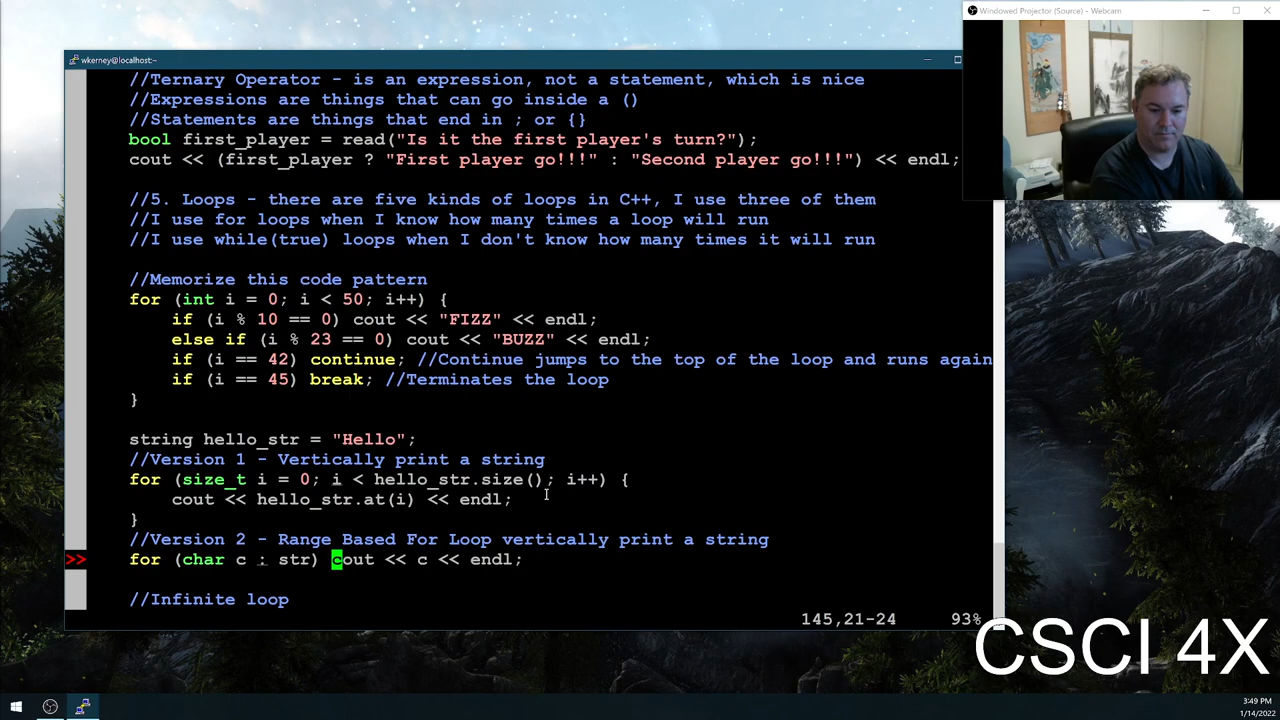 Windowed Projector (Source) - Webcam
wkerney@localhost:~
//Ternary Operator - is an expression, not a statement, which is nice
//Expressions are things that can go inside a ()
//Statements are things that end in ; or {}
bool first_player = read("Is it the first player's turn?");
cout << (first_player ? "First player go!!!" : "Second player go!!!") << endl;
//5. Loops - there are five kinds of loops in C++, I use three of them
//I use for loops when I know how many times a loop will run
//I use while(true) loops when I don't know how many times it will run
//Memorize this code pattern
for (int i = 0; i < 50; i++) {
if (i % 10 == 0) cout << "FIZZ" << endl;
else if (i % 23 == 0) cout << "BUZZ" << endl;
if (i == 42) continue; //Continue jumps to the top of the loop and runs again
if (i == 45) break; //Terminates the loop
}
string hello_str = "Hello";
//Version 1 - Vertically print a string
for (size_t i = 0; i < hello_str.size(); i++) {
cout << hello_str.at(i) << endl;
}
//Version 2 - Range Based For Loop vertically print a string
>> for (char c : str) cout << c << endl;
//Infinite loop
145,21-24 93%
CSCI 4X
3:49 PM
1/14/2022